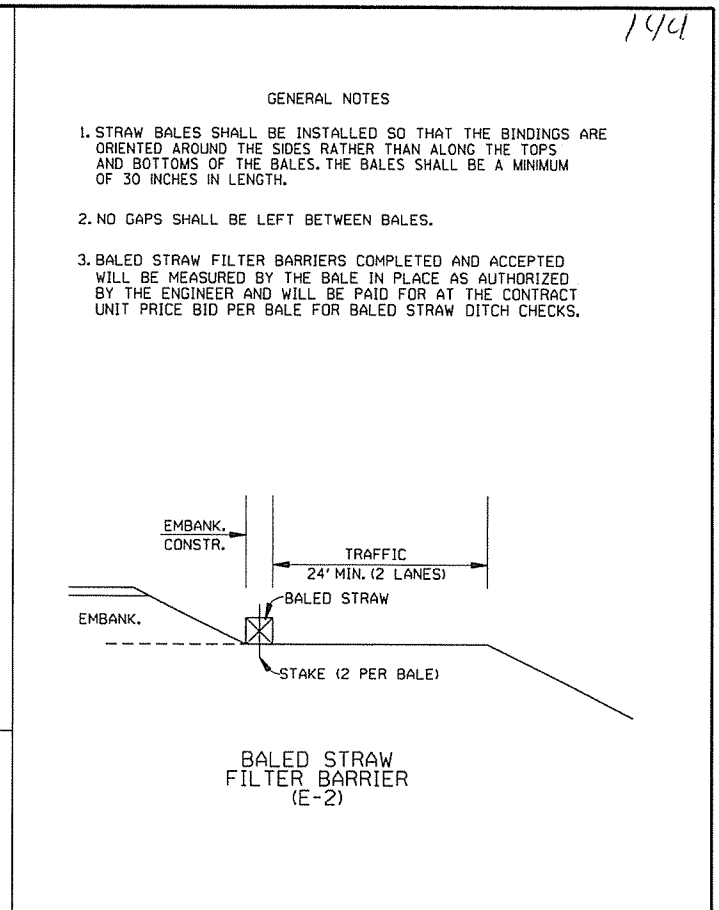 144
GENERAL NOTES
1. STRAW BALES SHALL BE INSTALLED SO THAT THE BINDINGS ARE
ORIENTED AROUND THE SIDES RATHER THAN ALONG THE TOPS
AND BOTTOMS OF THE BALES. THE BALES SHALL BE A MINIMUM
OF 30 INCHES IN LENGTH.
2. NO GAPS SHALL BE LEFT BETWEEN BALES.
3. BALED STRAW FILTER BARRIERS COMPLETED AND ACCEPTED
WILL BE MEASURED BY THE BALE IN PLACE AS AUTHORIZED
BY THE ENGINEER AND WILL BE PAID FOR AT THE CONTRACT
UNIT PRICE BID PER BALE FOR BALED STRAW DITCH CHECKS.
EMBANK.
CONSTR.
TRAFFIC
24' MIN. (2 LANES)
BALED STRAW
EMBANK.
STAKE (2 PER BALE)
BALED STRAW
FILTER BARRIER
(E-2)